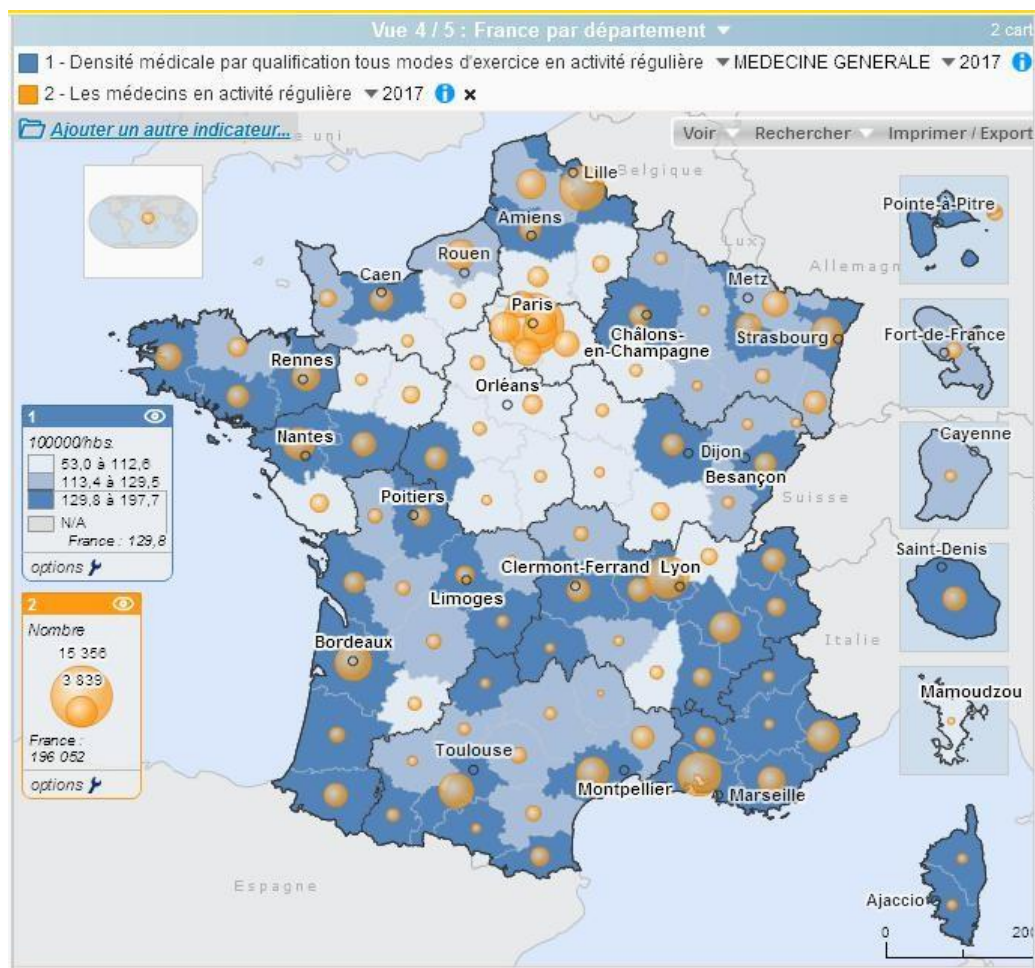 Vue 4 / 5 : France par département
2 cart
1 - Densité médicale par qualification tous modes d'exercice en activité régulière MEDECINE GENERALE 2017
2 - Les médecins en activité régulière 2017
Ajouter un autre indicateur...
Voir Rechercher Imprimer / Export
uni
Lille
Belgique
Amiens
Pointe-à-Pitre
Rouen
Lux.
Allemagn
Caen
Metz
Paris
Châlons-
en-Champagne
Strasbourg
Fort-de-France
Rennes
Orléans
1
100000/hbs.
53,0 à 112,6
113,4 à 129,5
129,8 à 197,7
N/A
France : 129,8
options
Nantes
Dijon
Besançon
Cayenne
Poitiers
Suisse
Clermont-Ferrand
Lyon
Saint-Denis
Limoges
2
Nombre
15 356
3 839
France :
196 052
options
Bordeaux
Italie
Mamoudzou
Toulouse
Montpellier
Marseille
Espagne
Ajaccio
0
200